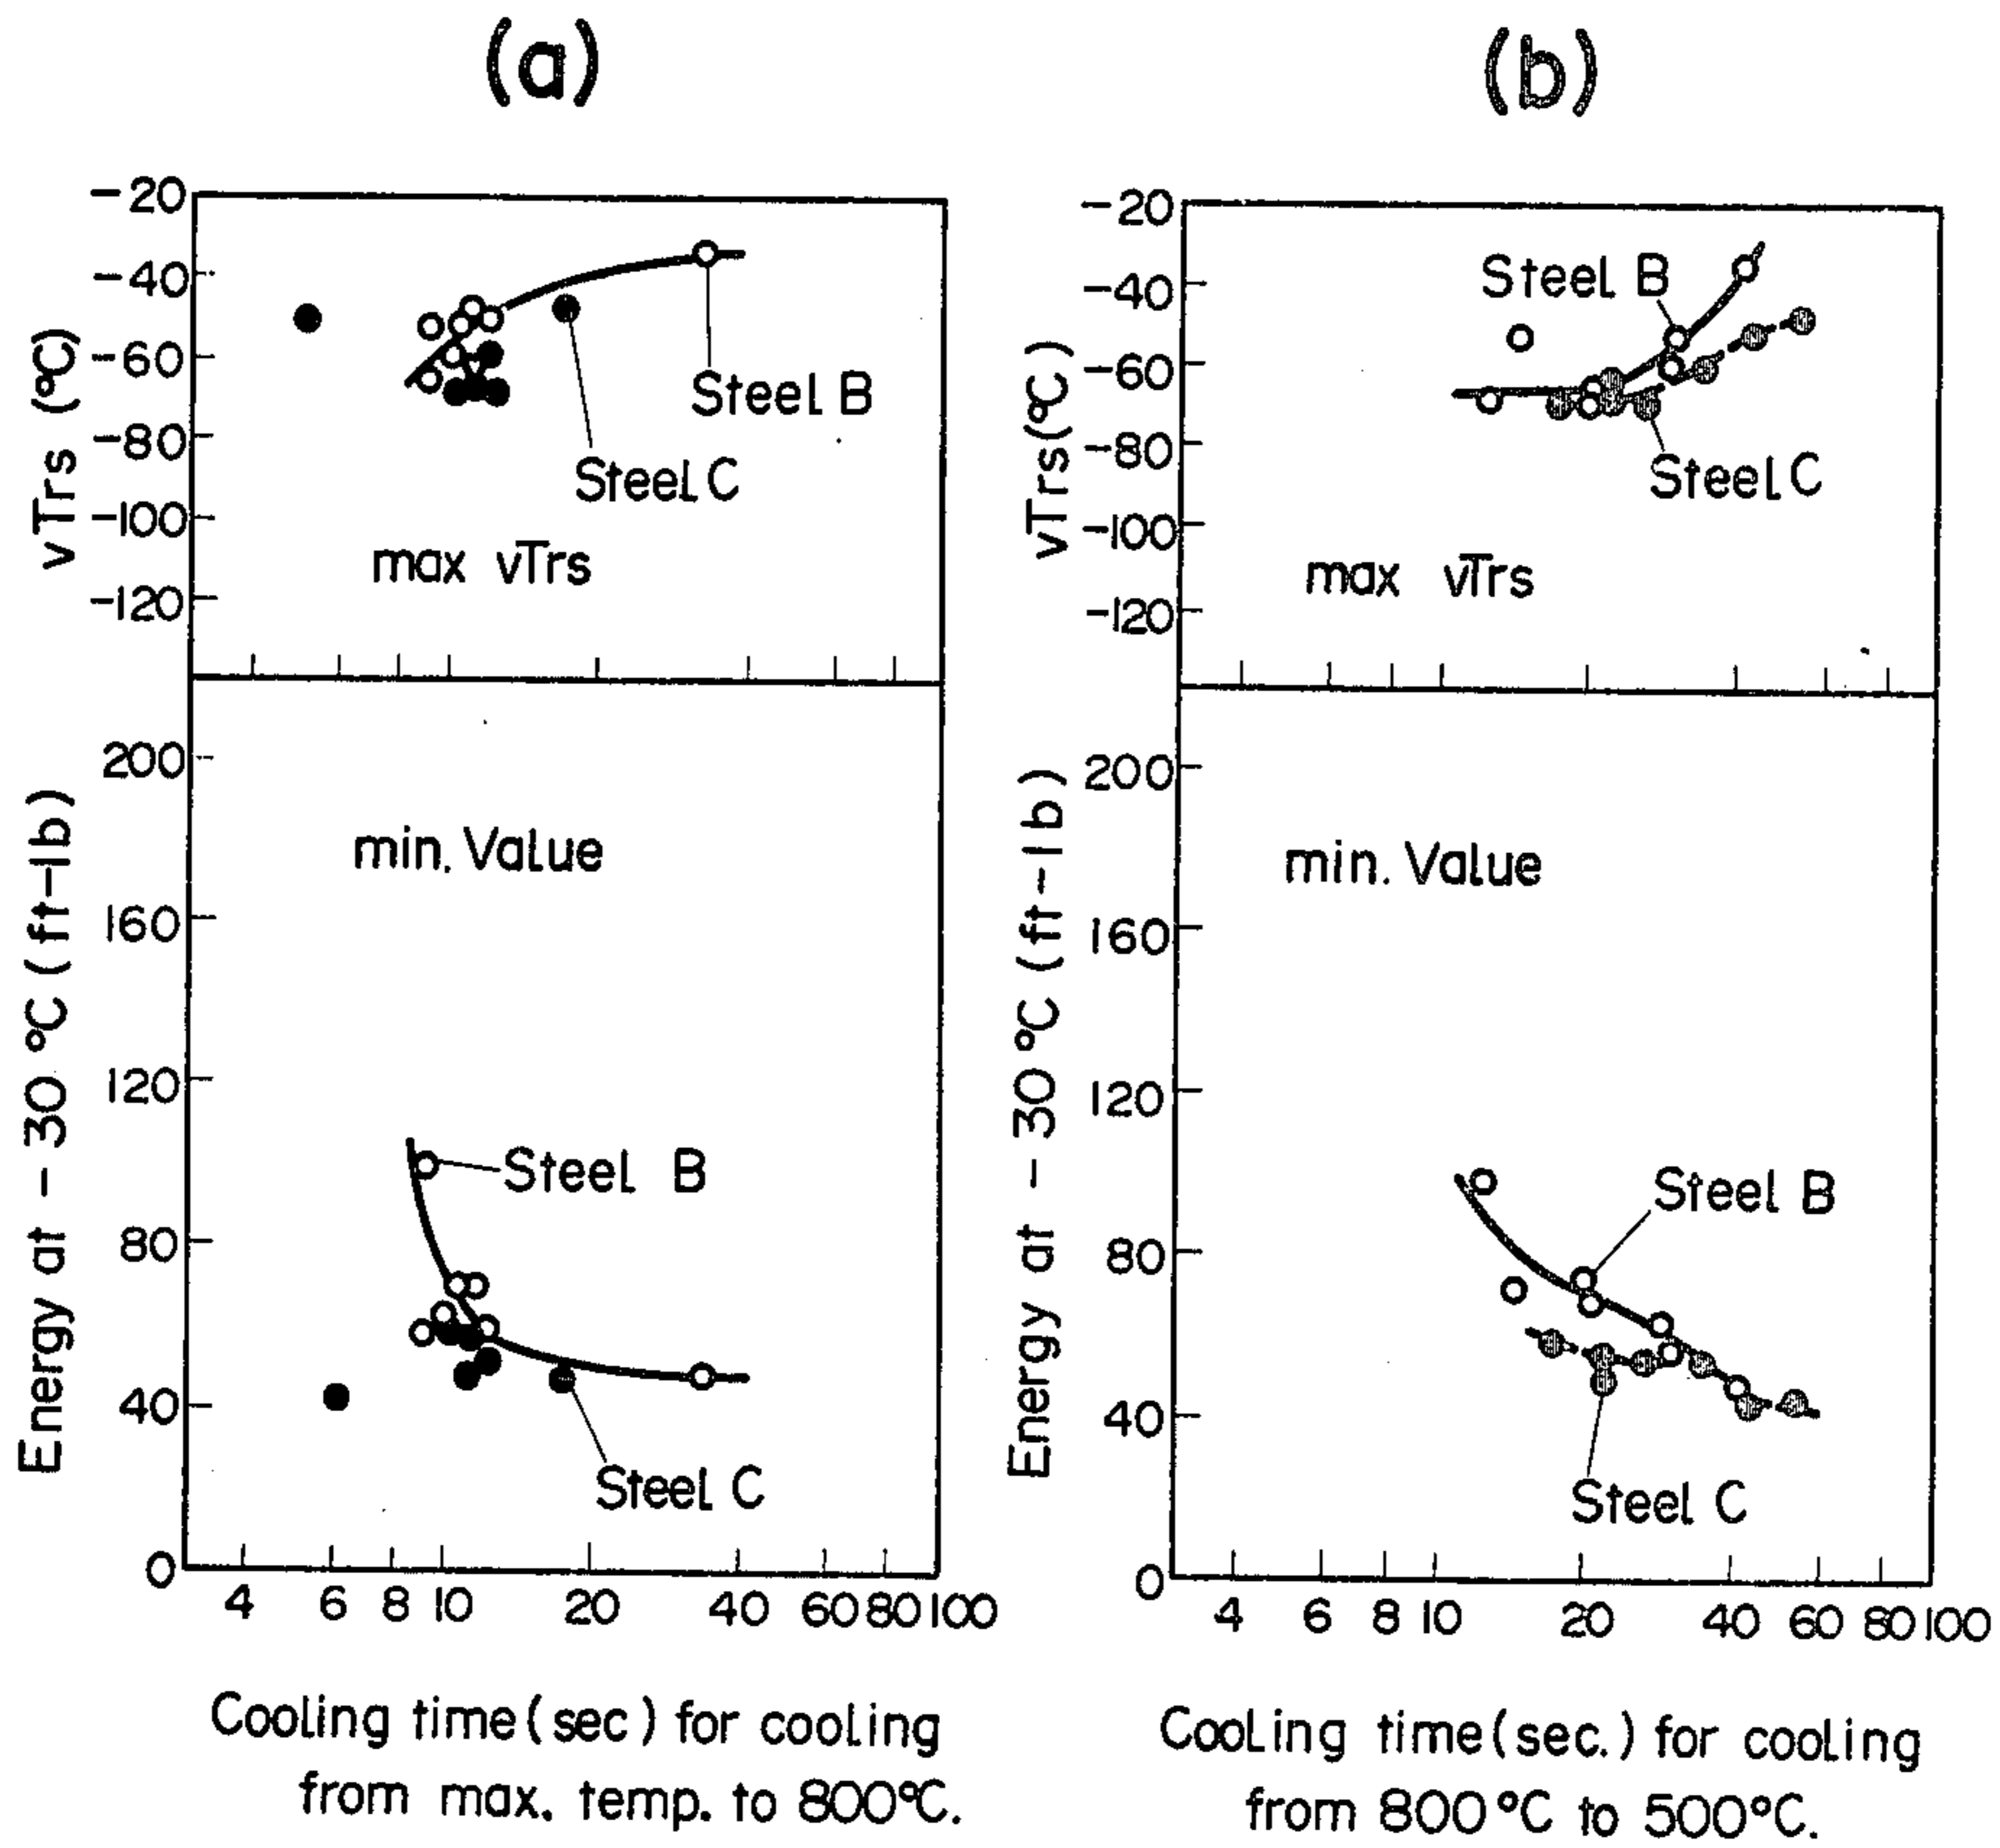 (a)
-20
-40
-60
-80
-100
-120
vTrs (°C)
Steel B
Steel C
max vTrs
200
160
120
80
40
0
Energy at -30 °C (ft-lb)
min. Value
Steel B
Steel C
4 6 8 10 20 40 60 80 100
Cooling time (sec) for cooling
from max. temp. to 800°C.
(b)
-20
-40
-60
-80
-100
-120
vTrs (°C)
Steel B
Steel C
max vTrs
200
160
120
80
40
0
Energy at -30 °C (ft-lb)
min. Value
Steel B
Steel C
4 6 8 10 20 40 60 80 100
Cooling time (sec.) for cooling
from 800°C to 500°C.